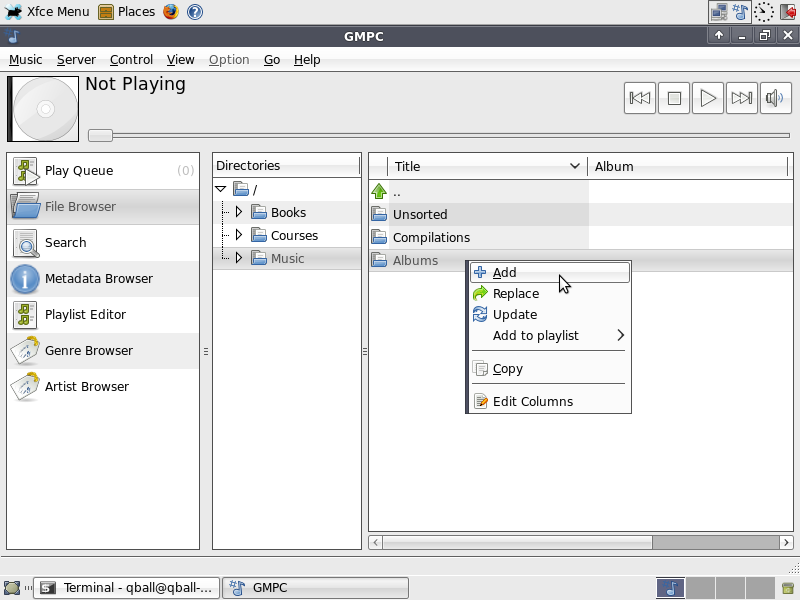 Xfce Menu Places
GMPC
Music Server Control View Option Go Help
Not Playing
Play Queue (0)
File Browser
Search
Metadata Browser
Playlist Editor
Genre Browser
Artist Browser
Directories
/
Books
Courses
Music
Title Album
..
Unsorted
Compilations
Albums
Add
Replace
Update
Add to playlist
Copy
Edit Columns
Terminal - qball@qball-... GMPC